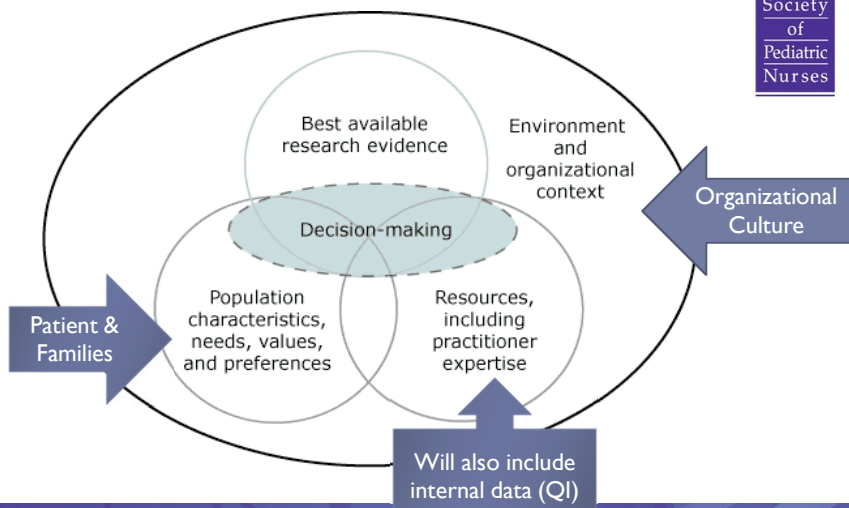 Society
of
Pediatric
Nurses
Best available
research evidence
Environment
and
organizational
context
Organizational
Culture
Decision-making
Patient &
Families
Population
characteristics,
needs, values,
and preferences
Resources,
including
practitioner
expertise
Will also include
internal data (QI)